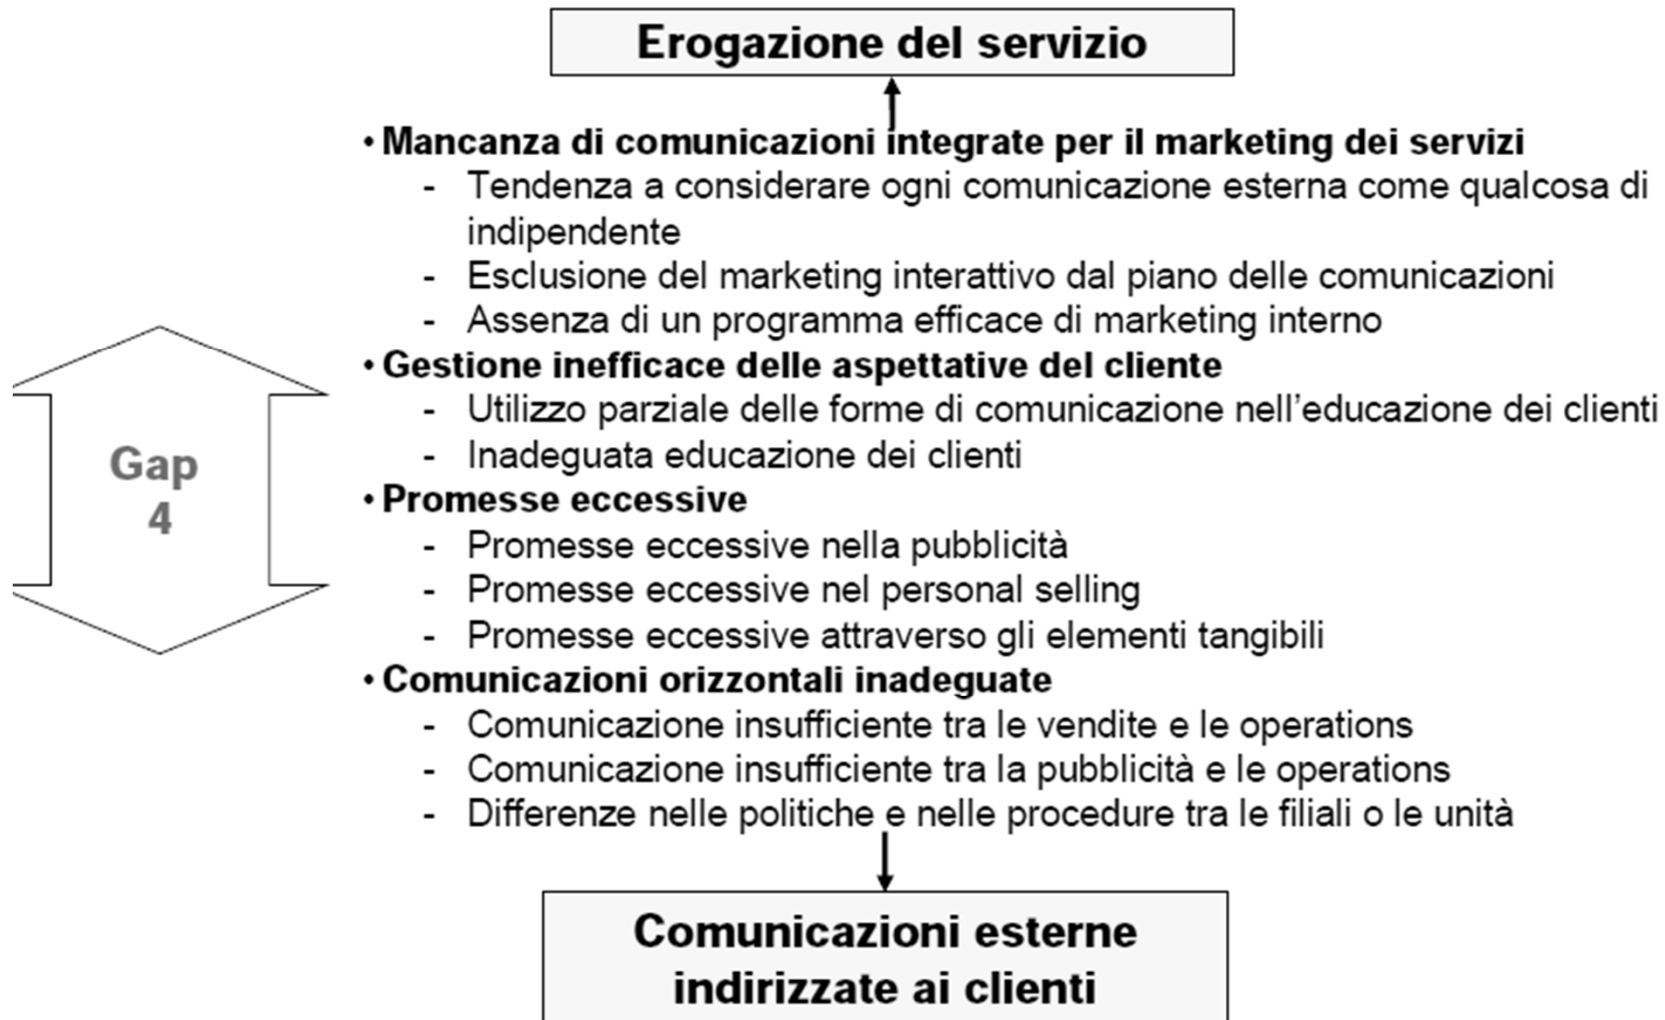 Erogazione del servizio
• Mancanza di comunicazioni integrate per il marketing dei servizi
- Tendenza a considerare ogni comunicazione esterna come qualcosa di
indipendente
- Esclusione del marketing interattivo dal piano delle comunicazioni
- Assenza di un programma efficace di marketing interno
• Gestione inefficace delle aspettative del cliente
- Utilizzo parziale delle forme di comunicazione nell’educazione dei clienti
- Inadeguata educazione dei clienti
Gap
4
• Promesse eccessive
- Promesse eccessive nella pubblicità
- Promesse eccessive nel personal selling
- Promesse eccessive attraverso gli elementi tangibili
• Comunicazioni orizzontali inadeguate
- Comunicazione insufficiente tra le vendite e le operations
- Comunicazione insufficiente tra la pubblicità e le operations
- Differenze nelle politiche e nelle procedure tra le filiali o le unità
Comunicazioni esterne
indirizzate ai clienti